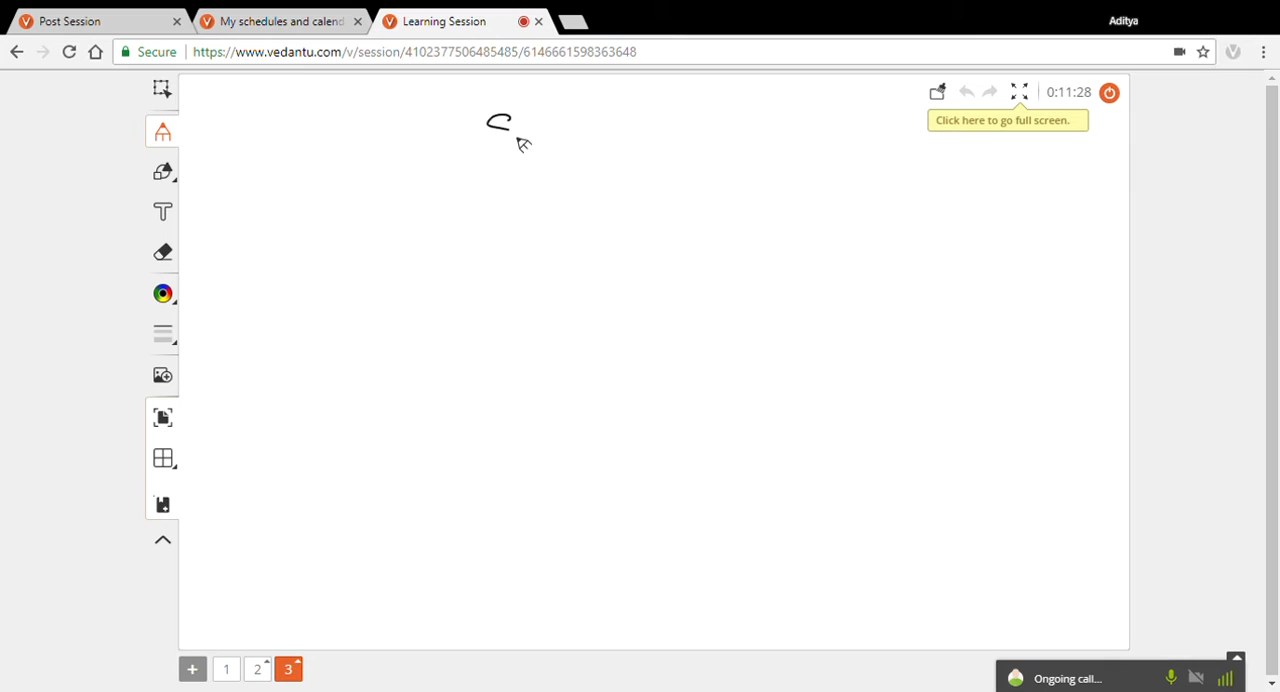 Post Session
My schedules and calend
Learning Session
Aditya
Secure
https://www.vedantu.com/v/session/4102377506485485/6146661598363648
0:11:28
Click here to go full screen.
1
2
3
Ongoing call...